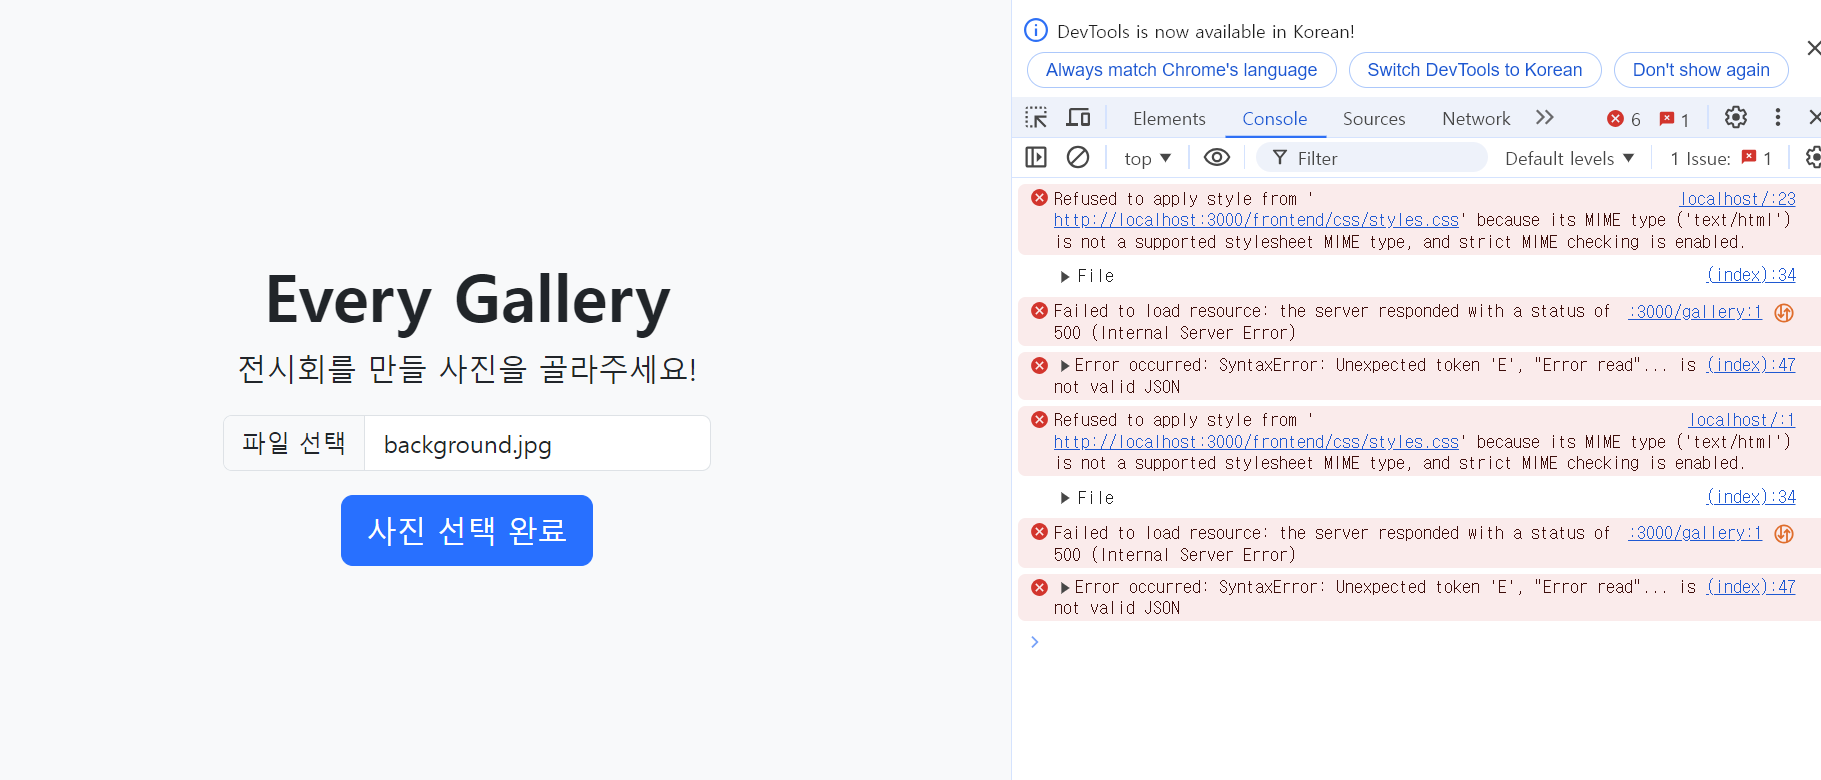 Every Gallery
전시회를 만들 사진을 골라주세요!
파일 선택 background.jpg
사진 선택 완료
DevTools is now available in Korean!
Always match Chrome's language Switch DevTools to Korean Don't show again
Elements Console Sources Network 6 1
top Filter Default levels 1 Issue: 1
Refused to apply style from ' localhost/:23
http://localhost:3000/frontend/css/styles.css' because its MIME type ('text/html')
is not a supported stylesheet MIME type, and strict MIME checking is enabled.
File (index):34
Failed to load resource: the server responded with a status of :3000/gallery:1
500 (Internal Server Error)
Error occurred: SyntaxError: Unexpected token 'E', "Error read"... is (index):47
not valid JSON
Refused to apply style from ' localhost/:1
http://localhost:3000/frontend/css/styles.css' because its MIME type ('text/html')
is not a supported stylesheet MIME type, and strict MIME checking is enabled.
File (index):34
Failed to load resource: the server responded with a status of :3000/gallery:1
500 (Internal Server Error)
Error occurred: SyntaxError: Unexpected token 'E', "Error read"... is (index):47
not valid JSON